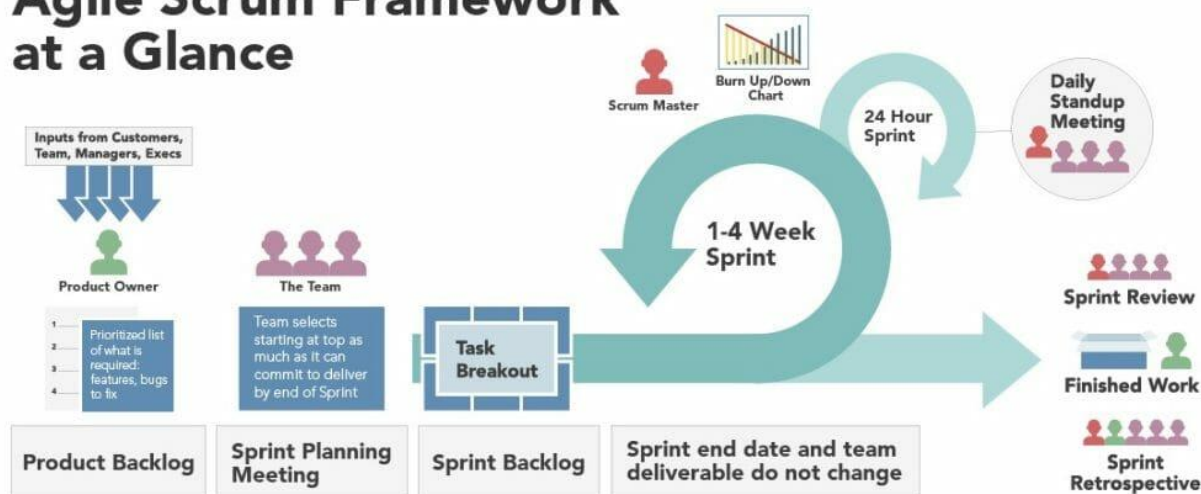 Agile Scrum Framework
at a Glance
Inputs from Customers,
Team, Managers, Execs
Product Owner
1
2
3
4
Prioritized list
of what is
required:
features, bugs
to fix
Product Backlog
The Team
Team selects
starting at top as
much as it can
commit to deliver
by end of Sprint
Sprint Planning
Meeting
Task
Breakout
Sprint Backlog
Scrum Master
Burn Up/Down
Chart
1-4 Week
Sprint
24 Hour
Sprint
Daily
Standup
Meeting
Sprint end date and team
deliverable do not change
Sprint Review
Finished Work
Sprint
Retrospective